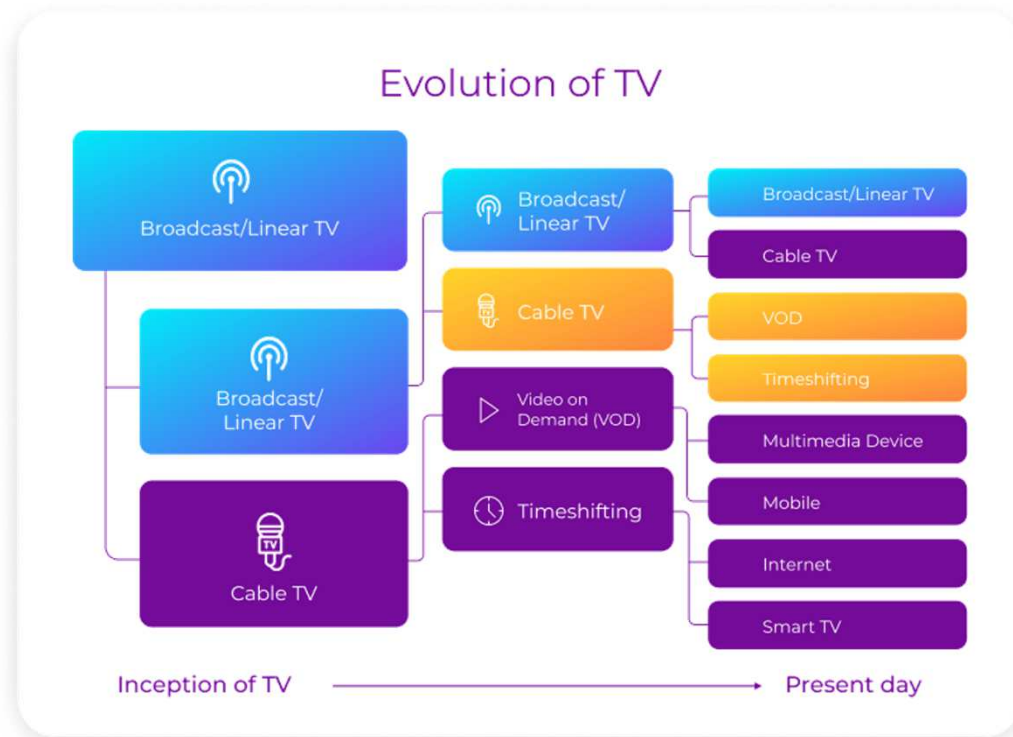 Evolution of TV
Broadcast/Linear TV
Broadcast/
Linear TV
TV
Cable TV
Broadcast/
Linear TV
TV
Cable TV
Video on
Demand (VOD)
Timeshifting
Broadcast/Linear TV
Cable TV
VOD
Timeshifting
Multimedia Device
Mobile
Internet
Smart TV
Inception of TV
Present day